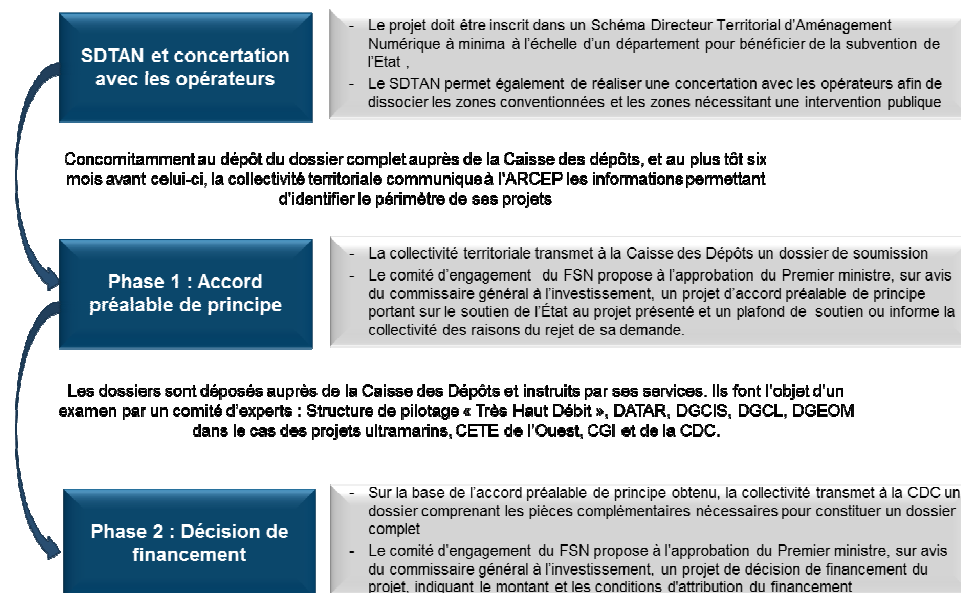 SDTAN et concertation
avec les opérateurs
- Le projet doit être inscrit dans un Schéma Directeur Territorial d'Aménagement
Numérique à minima à l'échelle d'un département pour bénéficier de la subvention de
l'Etat ,
- Le SDTAN permet également de réaliser une concertation avec les opérateurs afin de
dissocier les zones conventionnées et les zones nécessitant une intervention publique
Concomitamment au dépôt du dossier complet auprès de la Caisse des dépôts, et au plus tôt six
mois avant celui-ci, la collectivité territoriale communique à l'ARCEP les informations permettant
d'identifier le périmètre de ses projets
Phase 1 : Accord
préalable de principe
- La collectivité territoriale transmet à la Caisse des Dépôts un dossier de soumission
- Le comité d'engagement du FSN propose à l'approbation du Premier ministre, sur avis
du commissaire général à l'investissement, un projet d'accord préalable de principe
portant sur le soutien de l'État au projet présenté et un plafond de soutien ou informe la
collectivité des raisons du rejet de sa demande.
Les dossiers sont déposés auprès de la Caisse des Dépôts et instruits par ses services. Ils font l'objet d'un
examen par un comité d'experts : Structure de pilotage « Très Haut Débit », DATAR, DGCIS, DGCL, DGEOM
dans le cas des projets ultramarins, CETE de l'Ouest, CGI et de la CDC.
Phase 2 : Décision de
financement
- Sur la base de l'accord préalable de principe obtenu, la collectivité transmet à la CDC un
dossier comprenant les pièces complémentaires nécessaires pour constituer un dossier
complet
- Le comité d'engagement du FSN propose à l'approbation du Premier ministre, sur avis
du commissaire général à l'investissement, un projet de décision de financement du
projet, indiquant le montant et les conditions d'attribution du financement